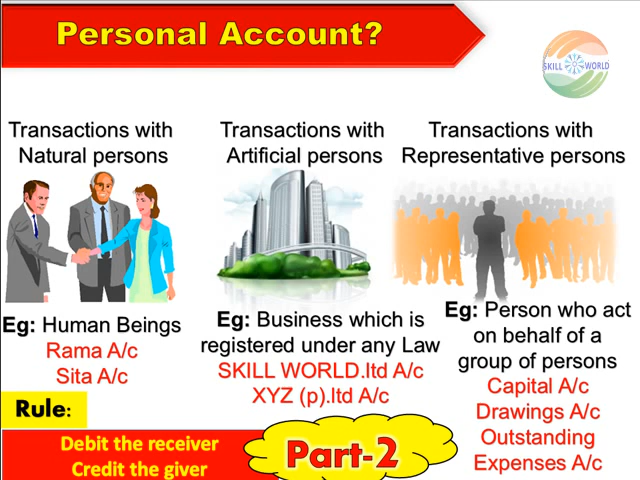 Personal Account?
SKILL WORLD
Transactions with
Natural persons
Eg: Human Beings
Rama A/c
Sita A/c
Transactions with
Artificial persons
Eg: Business which is
registered under any Law
SKILL WORLD.ltd A/c
XYZ (p).ltd A/c
Transactions with
Representative persons
Eg: Person who act
on behalf of a
group of persons
Capital A/c
Drawings A/c
Outstanding
Expenses A/c
Rule:
Debit the receiver
Credit the giver
Part-2